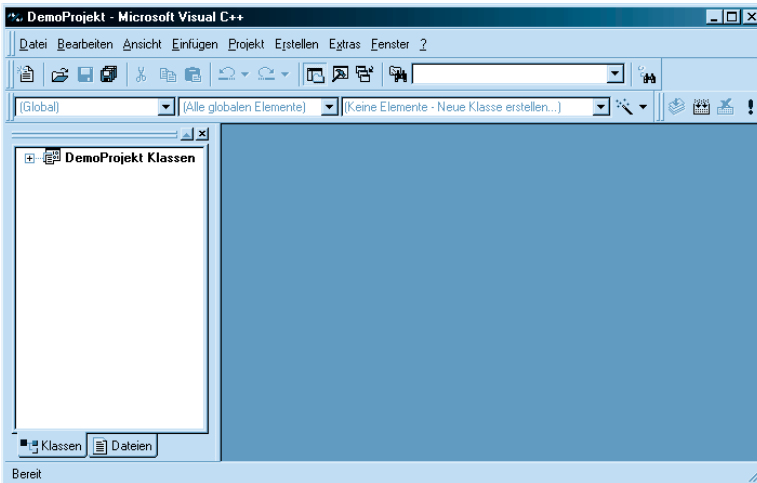 DemoProjekt - Microsoft Visual C++
Datei Bearbeiten Ansicht Einfügen Projekt Erstellen Extras Fenster ?
(Global) (Alle globalen Elemente) (Keine Elemente - Neue Klasse erstellen...)
DemoProjekt Klassen
Klassen Dateien
Bereit